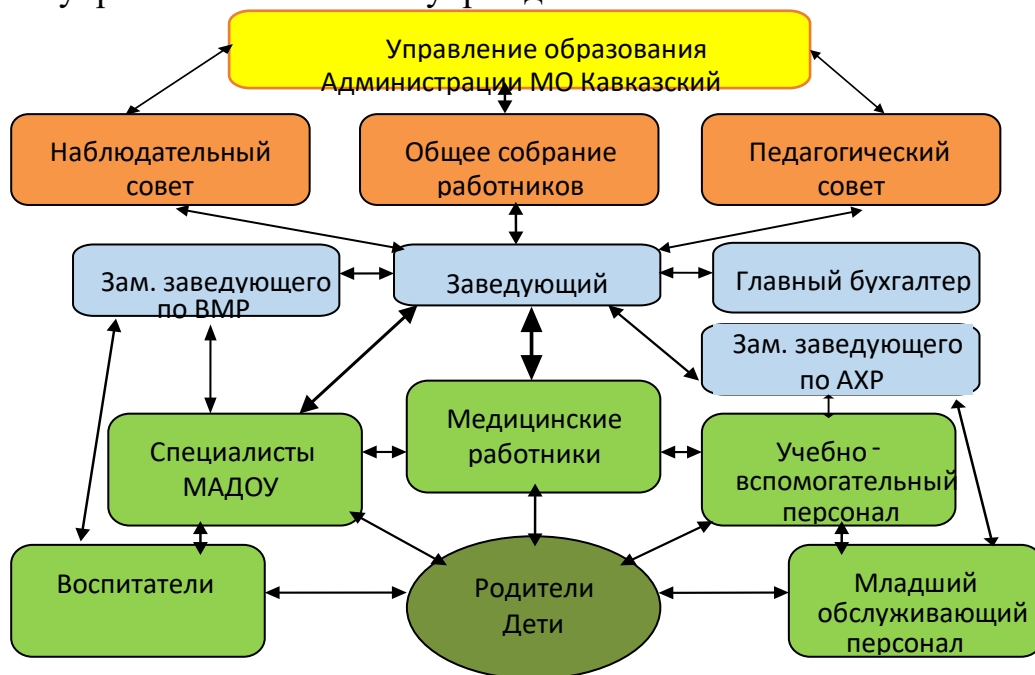 Управление образования
Администрации МО Кавказский
Наблюдательный
совет
Общее собрание
работников
Педагогический
совет
Зам. заведующего
по ВМР
Заведующий
Главный бухгалтер
Зам. заведующего
по АХР
Специалисты
МАДОУ
Медицинские
работники
Учебно -
вспомогательный
персонал
Воспитатели
Родители
Дети
Младший
обслуживающий
персонал